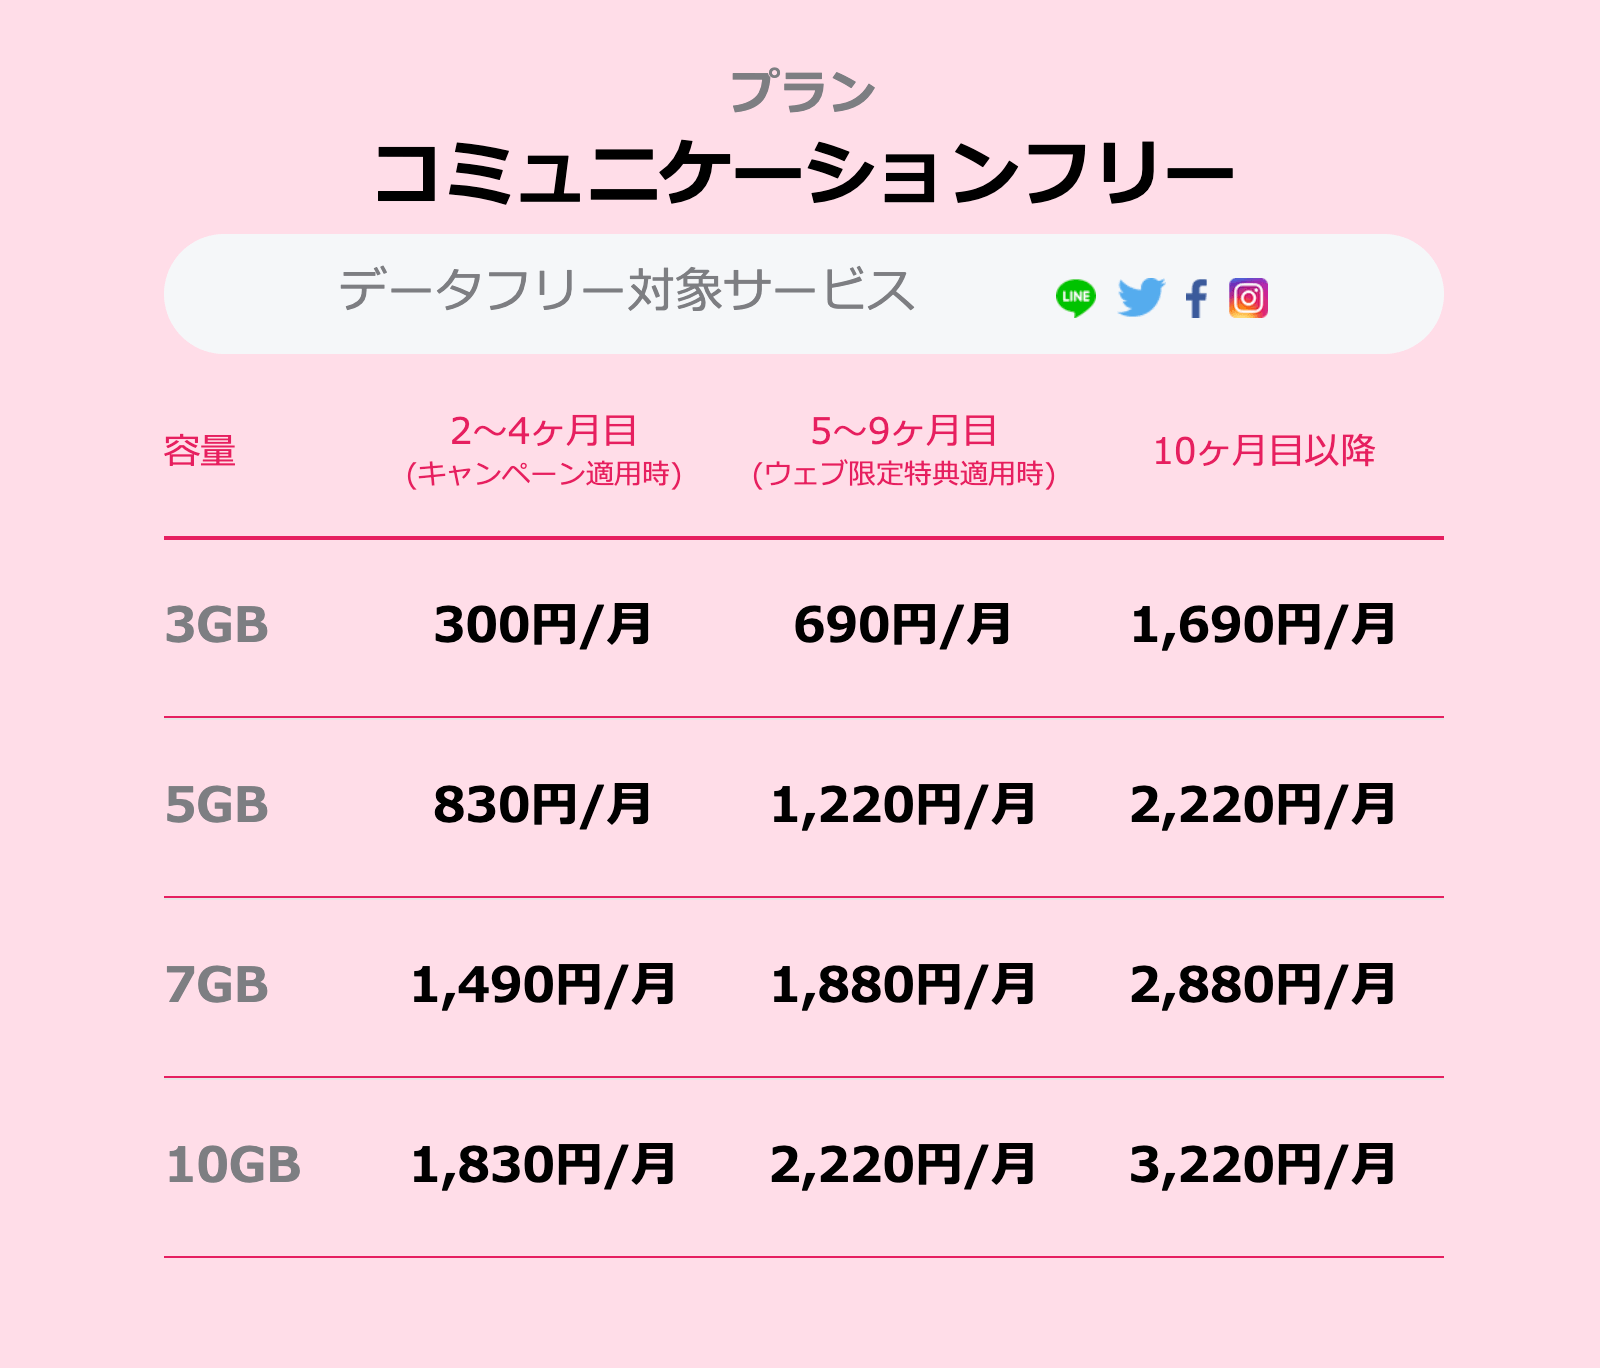 プラン
コミュニケーションフリー
データフリー対象サービス LINE
容量 2〜4ヶ月目 5〜9ヶ月目 10ヶ月目以降
(キャンペーン適用時) (ウェブ限定特典適用時)
3GB 300円/月 690円/月 1,690円/月
5GB 830円/月 1,220円/月 2,220円/月
7GB 1,490円/月 1,880円/月 2,880円/月
10GB 1,830円/月 2,220円/月 3,220円/月